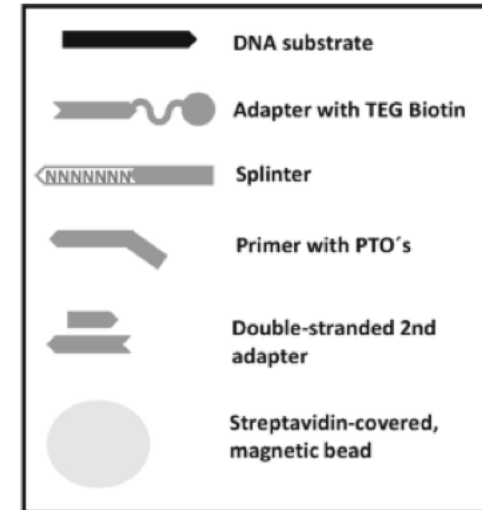 DNA substrate
Adapter with TEG Biotin
NNNNNNN
Splinter
Primer with PTO´s
Double-stranded 2nd
adapter
Streptavidin-covered,
magnetic bead